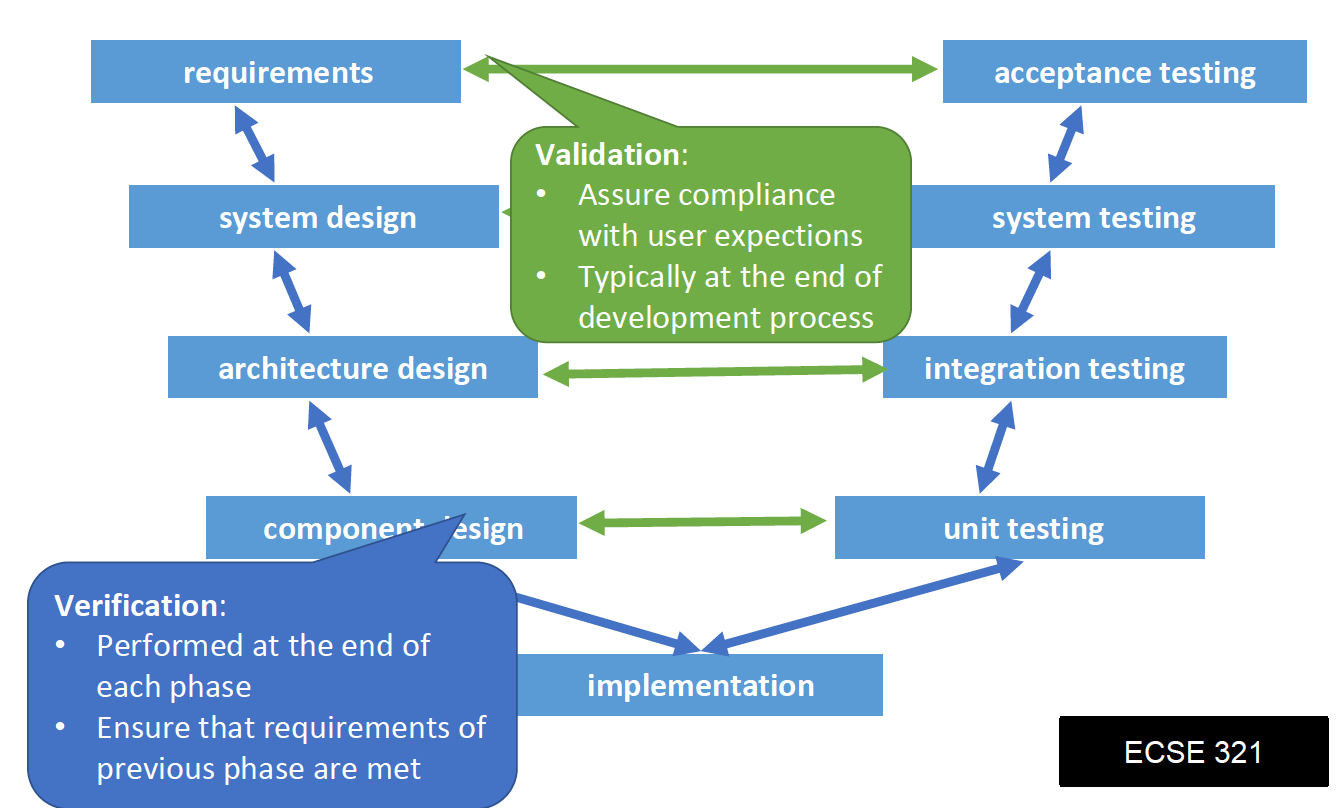 requirements
acceptance testing
Validation:
• Assure compliance
with user expections
• Typically at the end of
development process
system design
system testing
architecture design
integration testing
component design
unit testing
Verification:
• Performed at the end of
each phase
• Ensure that requirements of
previous phase are met
implementation
ECSE 321